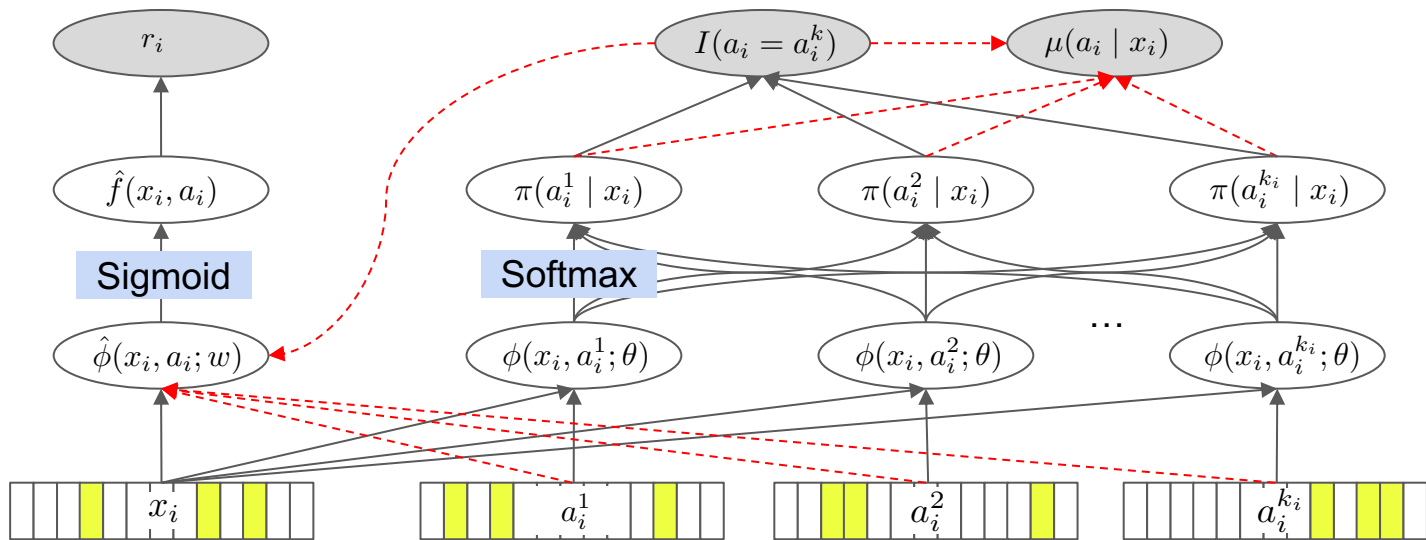 r_i
I(a_i = a_i^k)
μ(a_i | x_i)
f̂(x_i, a_i)
π(a_i^1 | x_i)
π(a_i^2 | x_i)
π(a_i^{k_i} | x_i)
Sigmoid
Softmax
φ̂(x_i, a_i; w)
φ(x_i, a_i^1; θ)
φ(x_i, a_i^2; θ)
...
φ(x_i, a_i^{k_i}; θ)
x_i
a_i^1
a_i^2
a_i^{k_i}